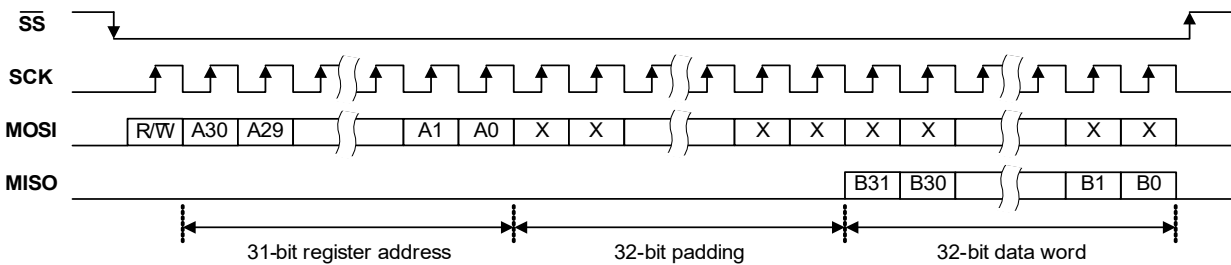 SS
SCK
MOSI R/W A30 A29 A1 A0 X X X X X X X X
MISO B31 B30 B1 B0
31-bit register address 32-bit padding 32-bit data word